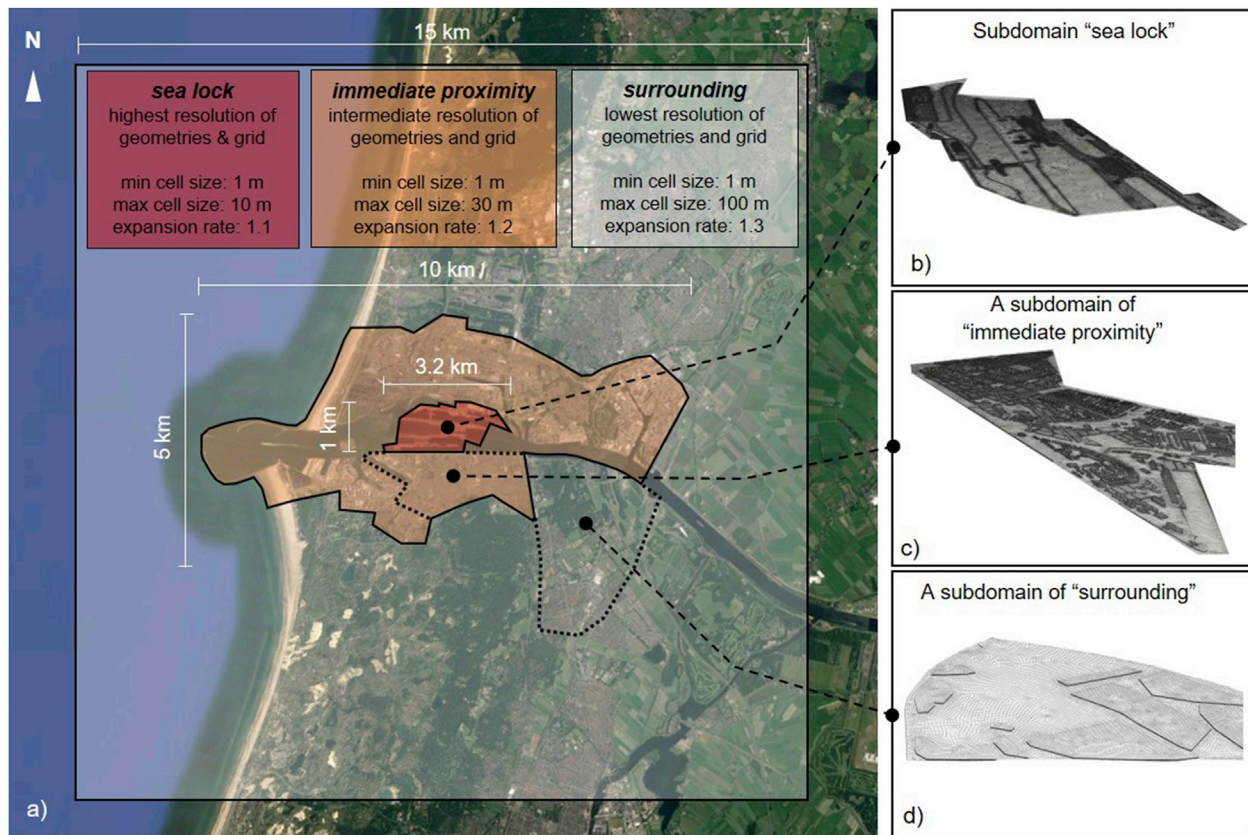 N
15 km
sea lock
highest resolution of
geometries & grid
min cell size: 1 m
max cell size: 10 m
expansion rate: 1.1
immediate proximity
intermediate resolution of
geometries and grid
min cell size: 1 m
max cell size: 30 m
expansion rate: 1.2
surrounding
lowest resolution of
geometries and grid
min cell size: 1 m
max cell size: 100 m
expansion rate: 1.3
10 km
3.2 km
1 km
5 km
a)
Subdomain “sea lock”
b)
A subdomain of
“immediate proximity”
c)
A subdomain of “surrounding”
d)